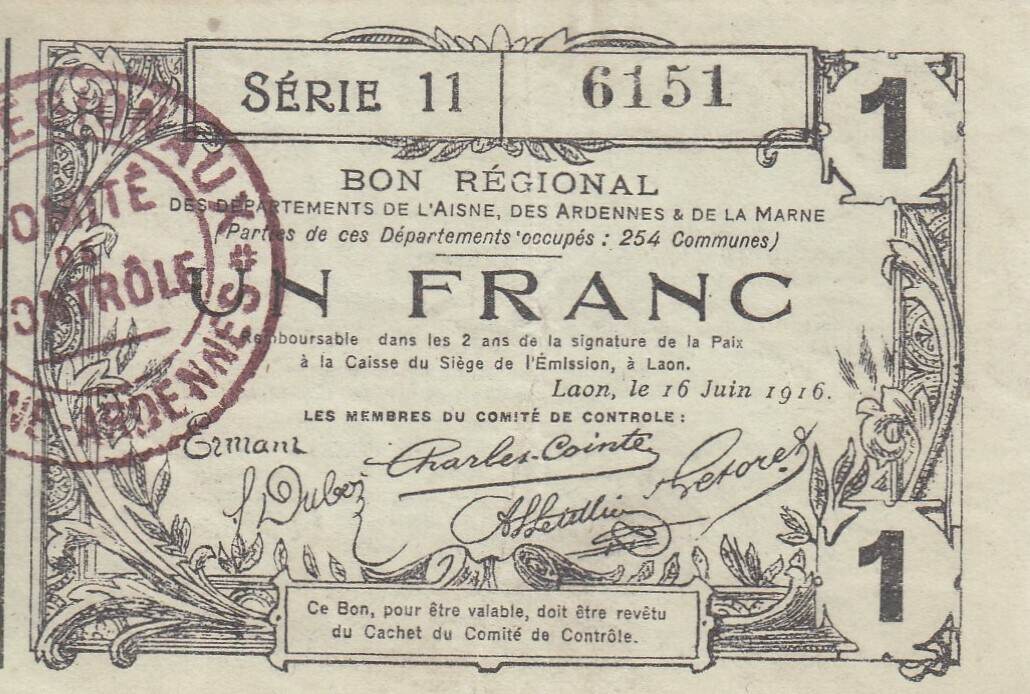 SÉRIE 11 6151
1
BON RÉGIONAL
DES DÉPARTEMENTS DE L'AISNE, DES ARDENNES & DE LA MARNE
(Parties de ces Départements occupés : 254 Communes)
UN FRANC
Remboursable dans les 2 ans de la signature de la Paix
à la Caisse du Siège de l'Émission, à Laon.
Laon, le 16 Juin 1916.
LES MEMBRES DU COMITÉ DE CONTROLE :
Ermant
Charles-Cointe
1
Ce Bon, pour être valable, doit être revêtu
du Cachet du Comité de Contrôle.
COMITÉ
DE
CONTRÔLE
ARDENNES